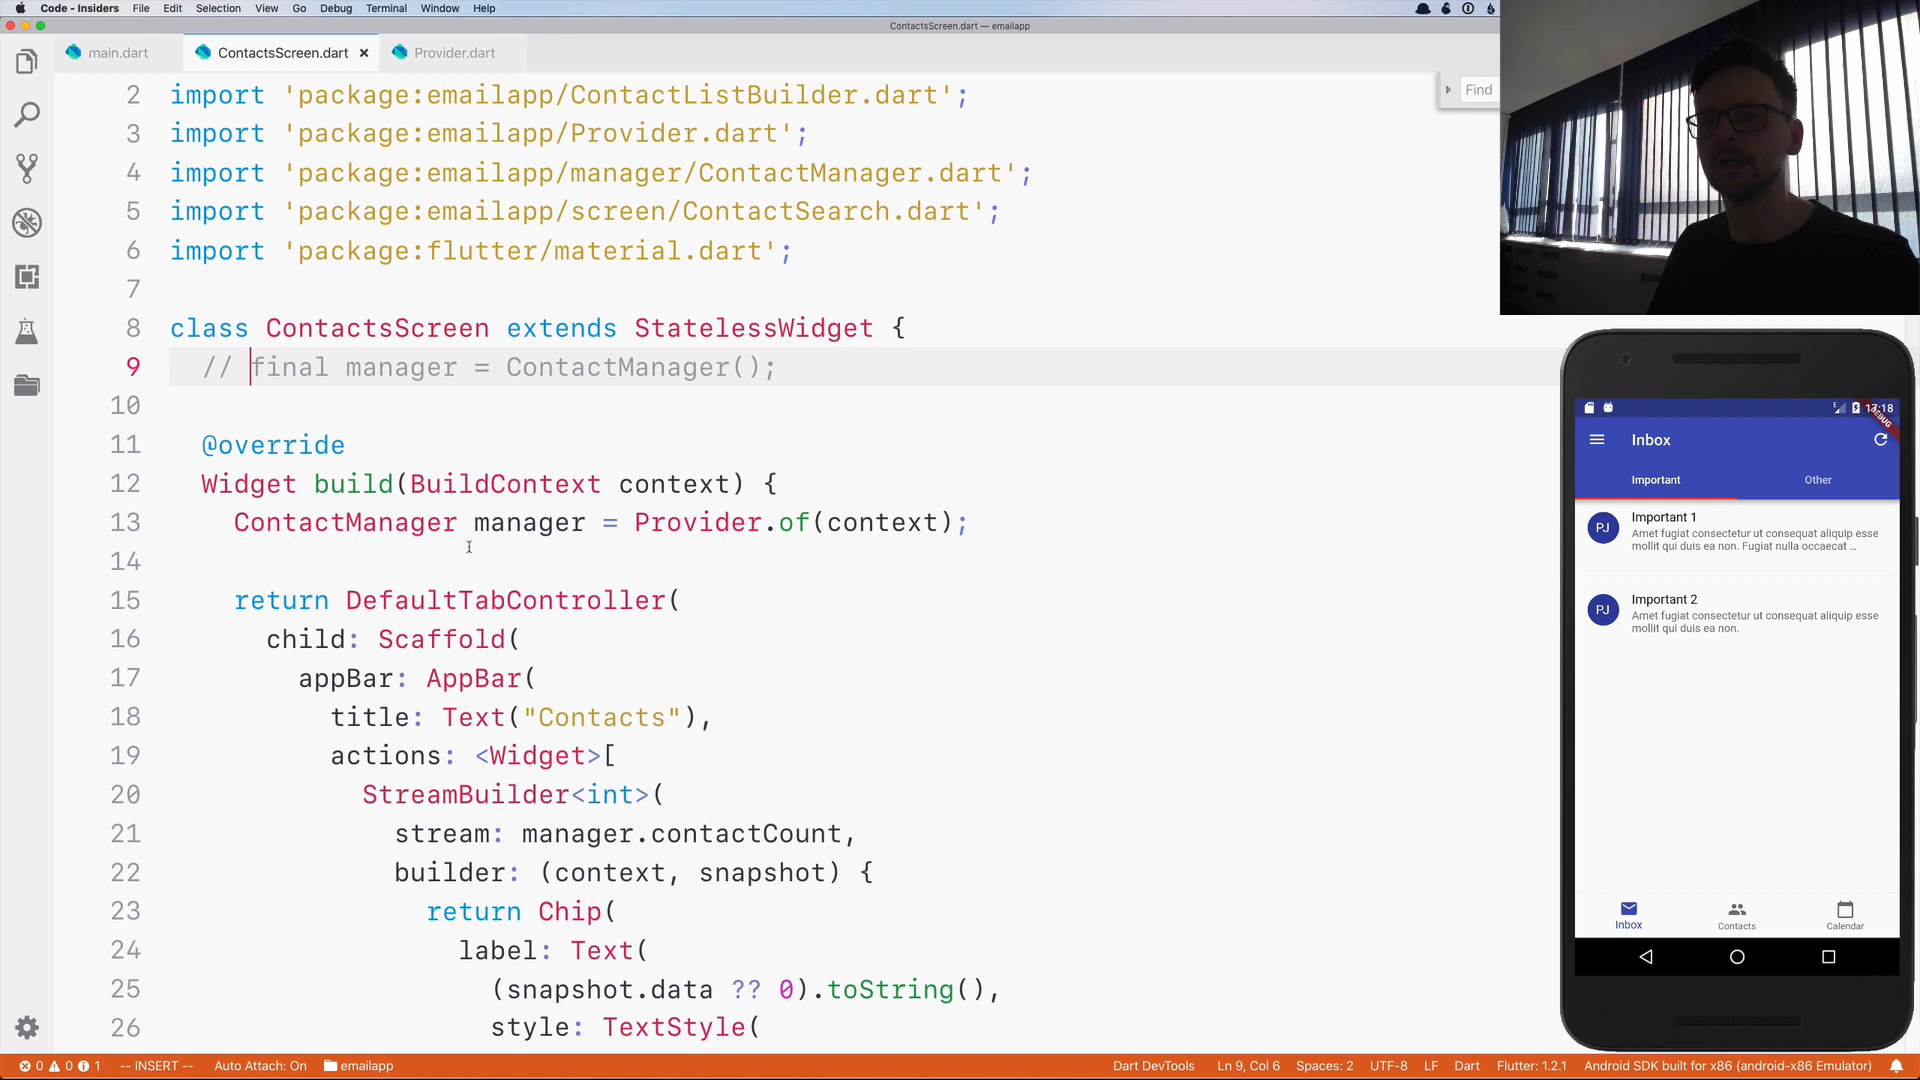 Code - Insiders File Edit Selection View Go Debug Terminal Window Help
ContactsScreen.dart — emailapp
main.dart ContactsScreen.dart × Provider.dart
Find
2 import 'package:emailapp/ContactListBuilder.dart';
3 import 'package:emailapp/Provider.dart';
4 import 'package:emailapp/manager/ContactManager.dart';
5 import 'package:emailapp/screen/ContactSearch.dart';
6 import 'package:flutter/material.dart';
7
8 class ContactsScreen extends StatelessWidget {
9 // final manager = ContactManager();
10
11 @override
12 Widget build(BuildContext context) {
13 ContactManager manager = Provider.of(context);
14
15 return DefaultTabController(
16 child: Scaffold(
17 appBar: AppBar(
18 title: Text("Contacts"),
19 actions: <Widget>[
20 StreamBuilder<int>(
21 stream: manager.contactCount,
22 builder: (context, snapshot) {
23 return Chip(
24 label: Text(
25 (snapshot.data ?? 0).toString(),
26 style: TextStyle(
17:18
DEBUG
Inbox
Important Other
PJ Important 1
Amet fugiat consectetur ut consequat aliquip esse
mollit qui duis ea non. Fugiat nulla occaecat ...
PJ Important 2
Amet fugiat consectetur ut consequat aliquip esse
mollit qui duis ea non.
Inbox Contacts Calendar
0 0 1 -- INSERT -- Auto Attach: On emailapp Dart DevTools Ln 9, Col 6 Spaces: 2 UTF-8 LF Dart Flutter: 1.2.1 Android SDK built for x86 (android-x86 Emulator)